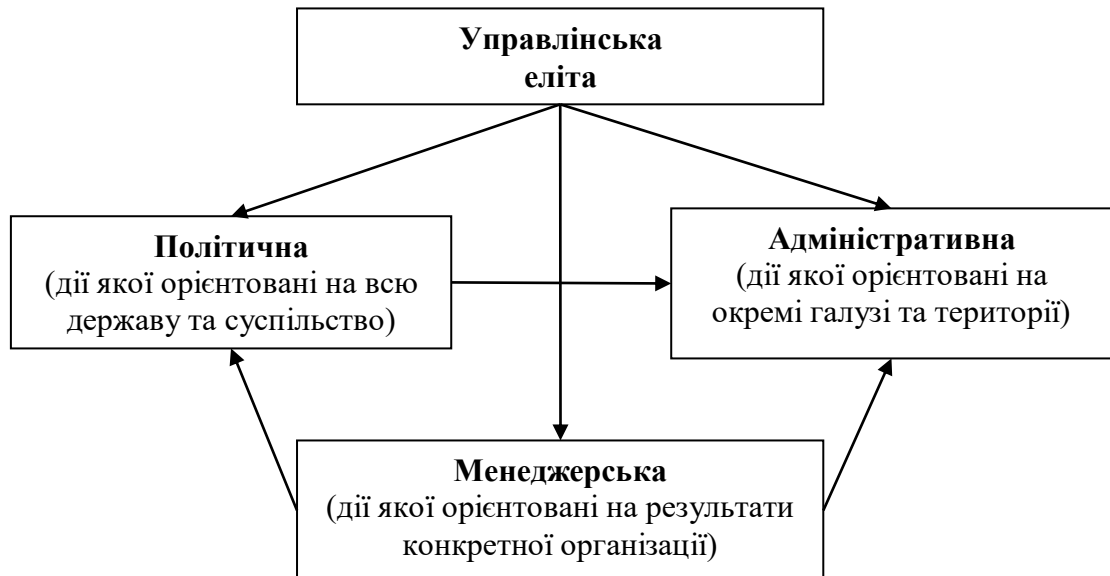 Управлінська
еліта
Політична
(дії якої орієнтовані на всю
державу та суспільство)
Адміністративна
(дії якої орієнтовані на
окремі галузі та території)
Менеджерська
(дії якої орієнтовані на результати
конкретної організації)